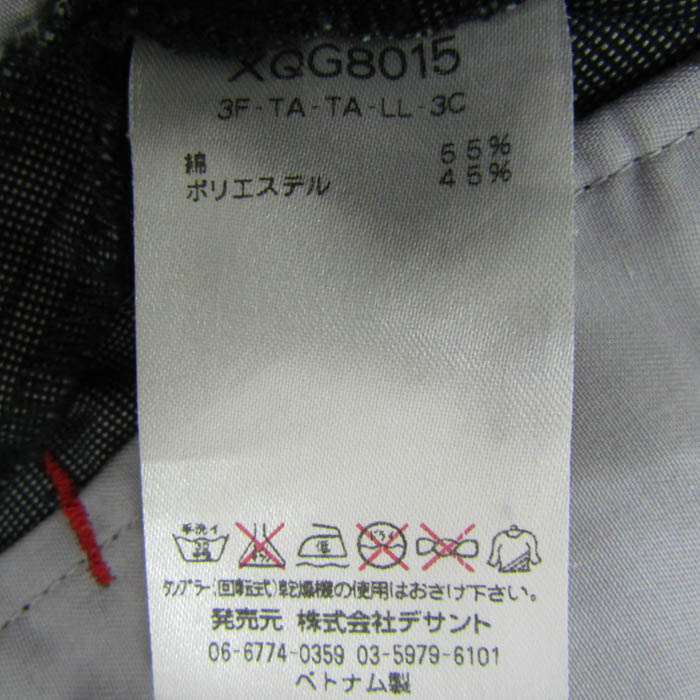 XQG8015
3F-TA-TA-LL-3C
綿 55%
ポリエステル 45%
手洗イ
30 低
タンブラー(回転式)乾燥機の使用はおさけ下さい。
発売元 株式会社デサント
06-6774-0359 03-5979-6101
ベトナム製